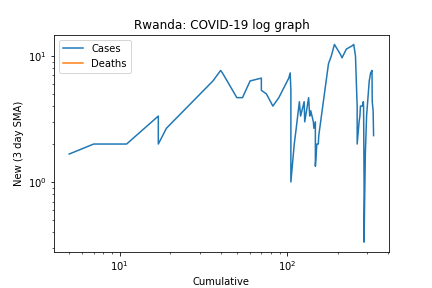 Rwanda: COVID-19 log graph
Cases
Deaths
New (3 day SMA)
10¹
10⁰
10¹
10²
Cumulative